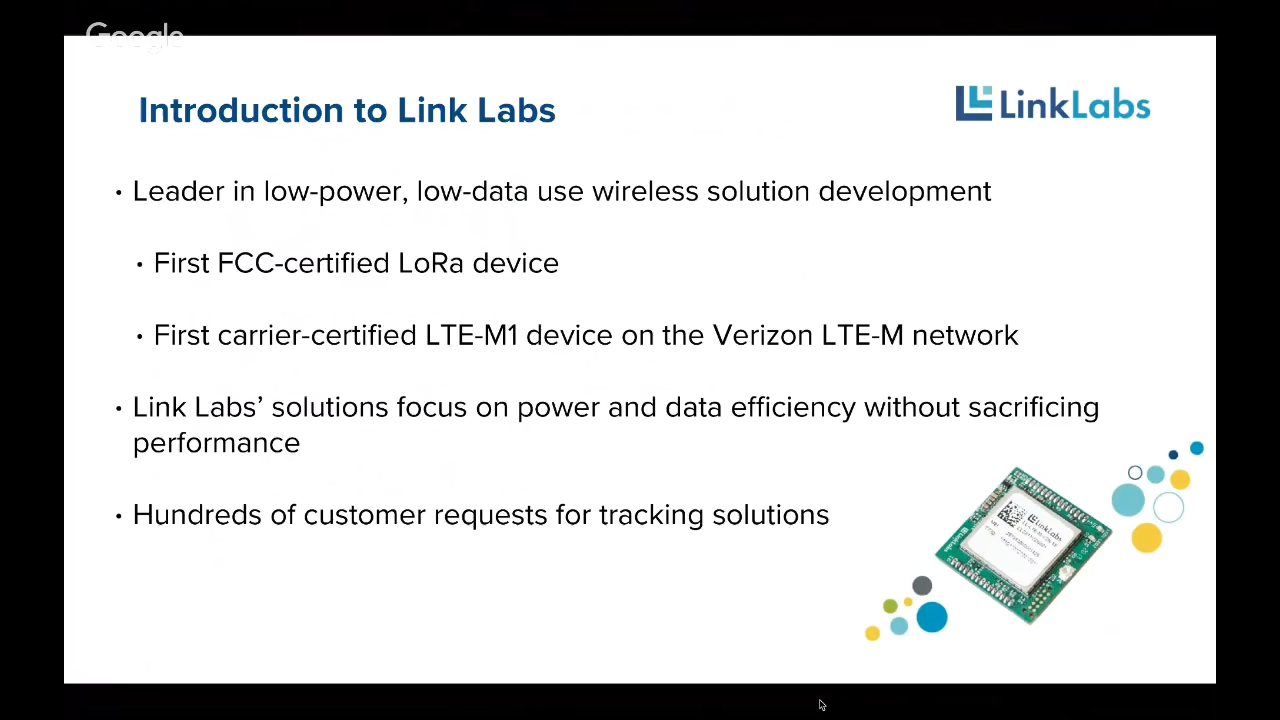 Google
Introduction to Link Labs
LinkLabs
• Leader in low-power, low-data use wireless solution development
• First FCC-certified LoRa device
• First carrier-certified LTE-M1 device on the Verizon LTE-M network
• Link Labs’ solutions focus on power and data efficiency without sacrificing
performance
• Hundreds of customer requests for tracking solutions
LinkLabs